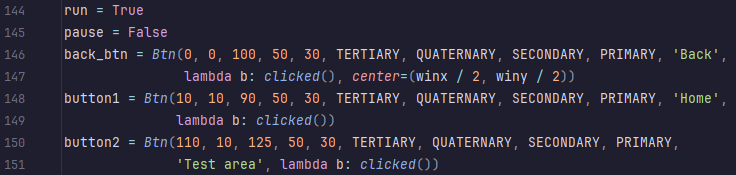 144 run = True
145 pause = False
146 back_btn = Btn(0, 0, 100, 50, 30, TERTIARY, QUATERNARY, SECONDARY, PRIMARY, 'Back',
147 lambda b: clicked(), center=(winx / 2, winy / 2))
148 button1 = Btn(10, 10, 90, 50, 30, TERTIARY, QUATERNARY, SECONDARY, PRIMARY, 'Home',
149 lambda b: clicked())
150 button2 = Btn(110, 10, 125, 50, 30, TERTIARY, QUATERNARY, SECONDARY, PRIMARY,
151 'Test area', lambda b: clicked())